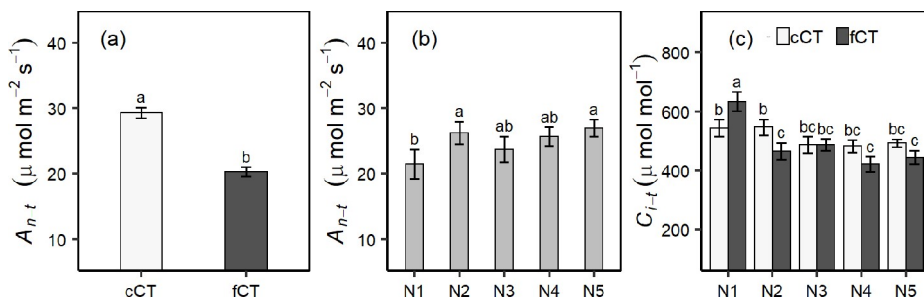 (a)
A_n-t (μ mol m⁻² s⁻¹)
40
30
20
10
a
b
cCT
fCT
(b)
A_n-t (μ mol m⁻² s⁻¹)
40
30
20
10
b
a
ab
ab
a
N1
N2
N3
N4
N5
(c)
cCT
fCT
C_i-t (μ mol mol⁻¹)
800
600
400
200
b
a
b
c
bc
bc
bc
c
bc
c
N1
N2
N3
N4
N5